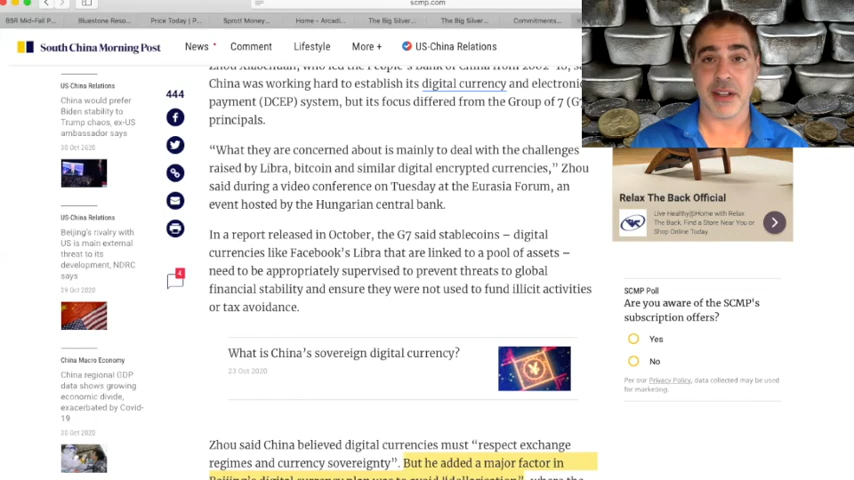 scmp.com
BSR Mid-Fall P...
Bluestone Reso...
Price Today | P...
Sprott Money...
Home - Arcadi...
The Big Silver...
The Big Silver...
Commitments...
South China Morning Post
News
Comment
Lifestyle
More +
US-China Relations
US-China Relations
China would prefer
Biden stability to
Trump chaos, ex-US
ambassador says
30 Oct 2020
US-China Relations
Beijing's rivalry with
US is main external
threat to its
development, NDRC
says
29 Oct 2020
China Macro Economy
China regional GDP
data shows growing
economic divide,
exacerbated by Covid-
19
30 Oct 2020
444
4
Zhou Xiaochuan, who led the People's Bank of China from 2002-18, sa
China was working hard to establish its digital currency and electronic
payment (DCEP) system, but its focus differed from the Group of 7 (G7
principals.
“What they are concerned about is mainly to deal with the challenges
raised by Libra, bitcoin and similar digital encrypted currencies,” Zhou
said during a video conference on Tuesday at the Eurasia Forum, an
event hosted by the Hungarian central bank.
In a report released in October, the G7 said stablecoins – digital
currencies like Facebook's Libra that are linked to a pool of assets –
need to be appropriately supervised to prevent threats to global
financial stability and ensure they were not used to fund illicit activities
or tax avoidance.
What is China's sovereign digital currency?
23 Oct 2020
Zhou said China believed digital currencies must “respect exchange
regimes and currency sovereignty”. But he added a major factor in
Beijing's digital currency plan was to avoid “dollarisation”, where the
Relax The Back Official
Live Healthy@Home with Relax
The Back. Find a Store Near You or
Shop Online Today.
SCMP Poll
Are you aware of the SCMP's
subscription offers?
Yes
No
Per our Privacy Policy, data collected may be used
for marketing.